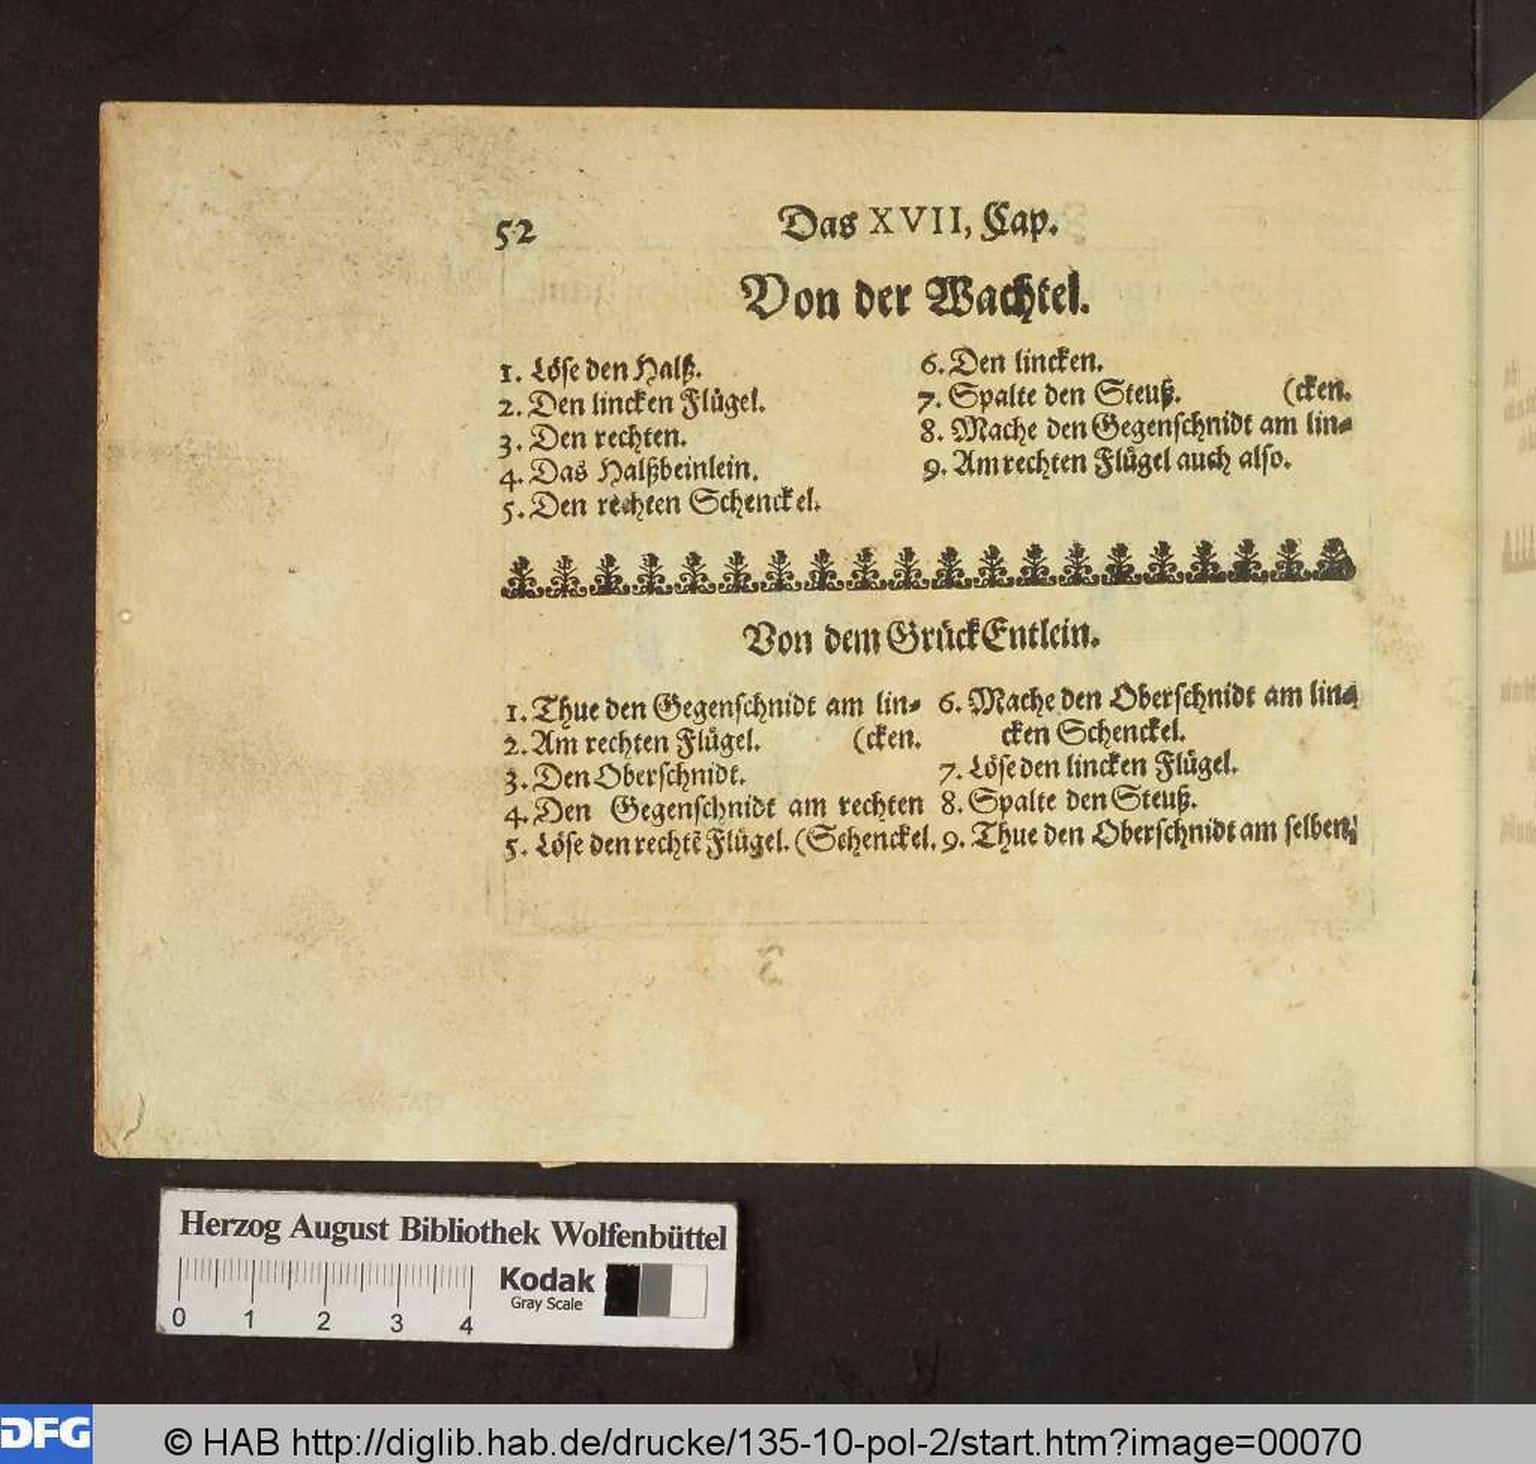 52
Das XVII, Cap.
Von der Wachtel.
1. Löse den Halß.
2. Den lincken Flügel.
3. Den rechten.
4. Das Halßbeinlein.
5. Den rechten Schenckel.
6. Den lincken.
7. Spalte den Steuß. (cken.
8. Mache den Gegenschnidt am lin⸗
9. Am rechten Flügel auch also.
Von dem GrückEntlein.
1. Thue den Gegenschnidt am lin⸗
2. Am rechten Flügel. (cken.
3. Den Oberschnidt.
4. Den Gegenschnidt am rechten
5. Löse den rechtē Flügel. (Schenckel.
6. Mache den Oberschnidt am lin⸗
cken Schenckel.
7. Löse den lincken Flügel.
8. Spalte den Steuß.
9. Thue den Oberschnidt am selben.
Herzog August Bibliothek Wolfenbüttel
0 1 2 3 4
Kodak
Gray Scale
DFG
© HAB http://diglib.hab.de/drucke/135-10-pol-2/start.htm?image=00070